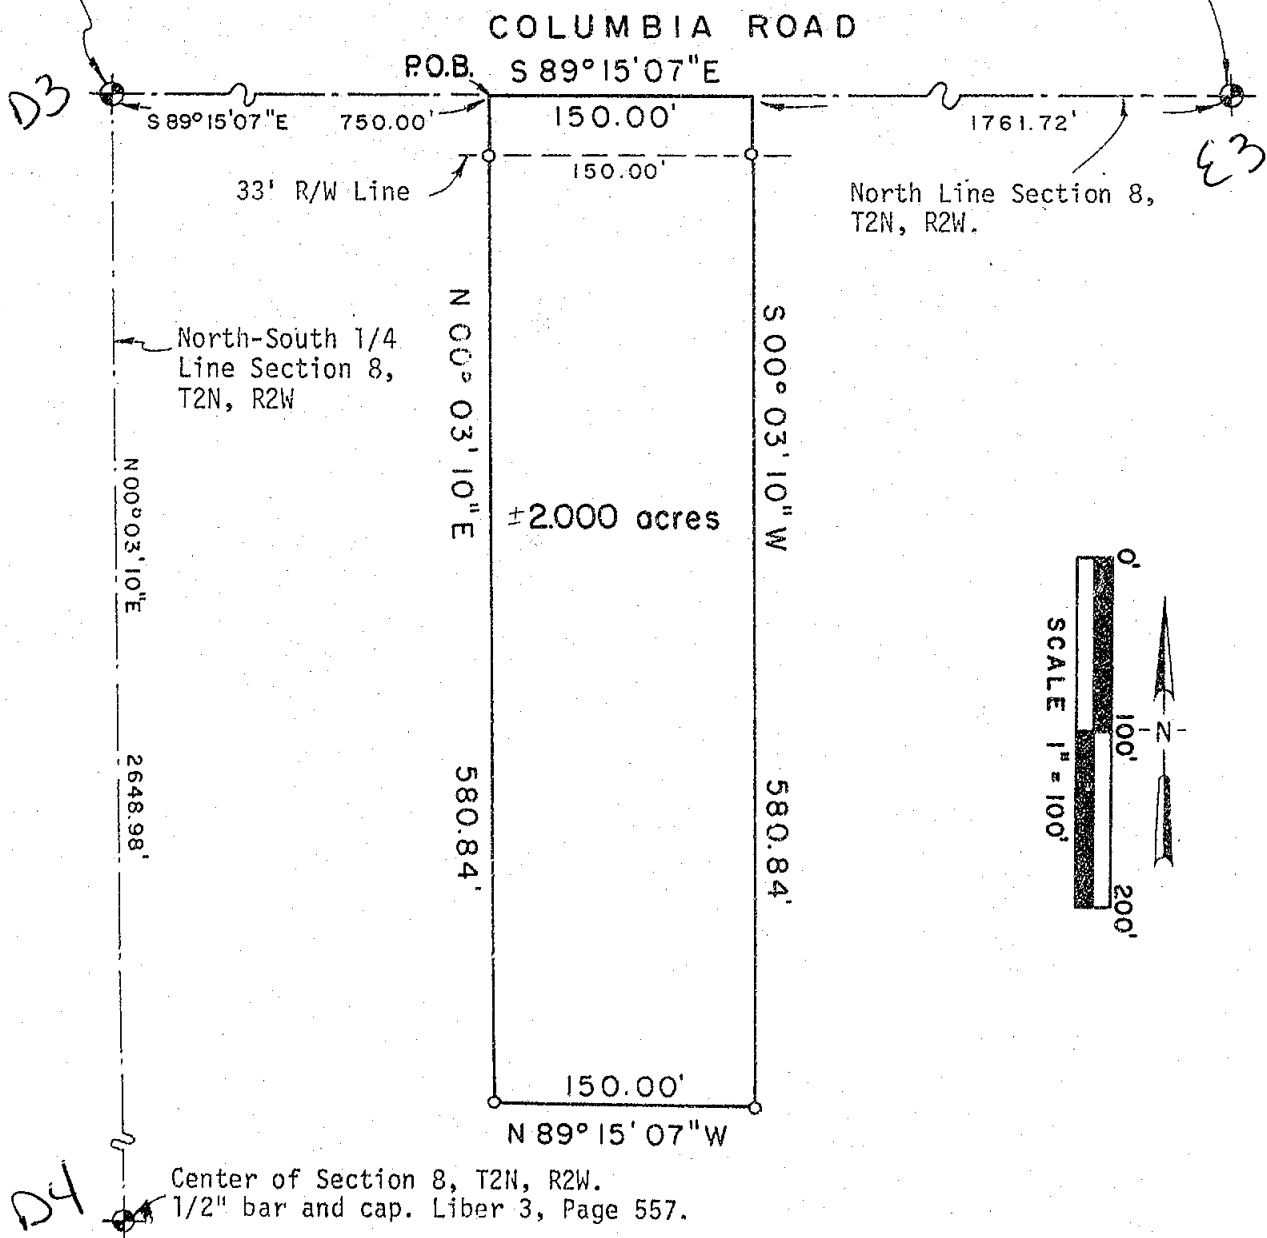 COLUMBIA ROAD
P.O.B. S 89° 15' 07" E
D3
S 89° 15' 07" E 750.00'
150.00'
1761.72'
E3
150.00'
33' R/W Line
North Line Section 8,
T2N, R2W.
N 00° 03' 10" E
S 00° 03' 10" W
North-South 1/4
Line Section 8,
T2N, R2W
N 00° 03' 10" E
±2.000 acres
0'
SCALE 1" = 100'
100'
N
200'
2648.98'
580.84'
580.84'
150.00'
N 89° 15' 07" W
D4
Center of Section 8, T2N, R2W.
1/2" bar and cap. Liber 3, Page 557.